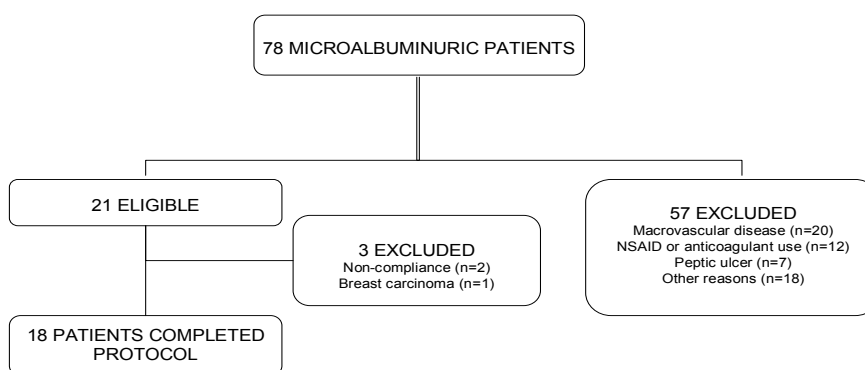 78 MICROALBUMINURIC PATIENTS
21 ELIGIBLE
57 EXCLUDED
Macrovascular disease (n=20)
NSAID or anticoagulant use (n=12)
Peptic ulcer (n=7)
Other reasons (n=18)
3 EXCLUDED
Non-compliance (n=2)
Breast carcinoma (n=1)
18 PATIENTS COMPLETED
PROTOCOL